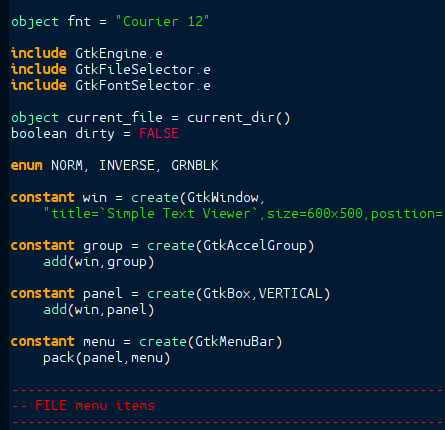 object fnt = "Courier 12"
include GtkEngine.e
include GtkFileSelector.e
include GtkFontSelector.e
object current_file = current_dir()
boolean dirty = FALSE
enum NORM, INVERSE, GRNBLK
constant win = create(GtkWindow,
    "title=`Simple Text Viewer`,size=600x500,position=
constant group = create(GtkAccelGroup)
    add(win,group)
constant panel = create(GtkBox,VERTICAL)
    add(win,panel)
constant menu = create(GtkMenuBar)
    pack(panel,menu)
------------------------------------------------------
-- FILE menu items
------------------------------------------------------